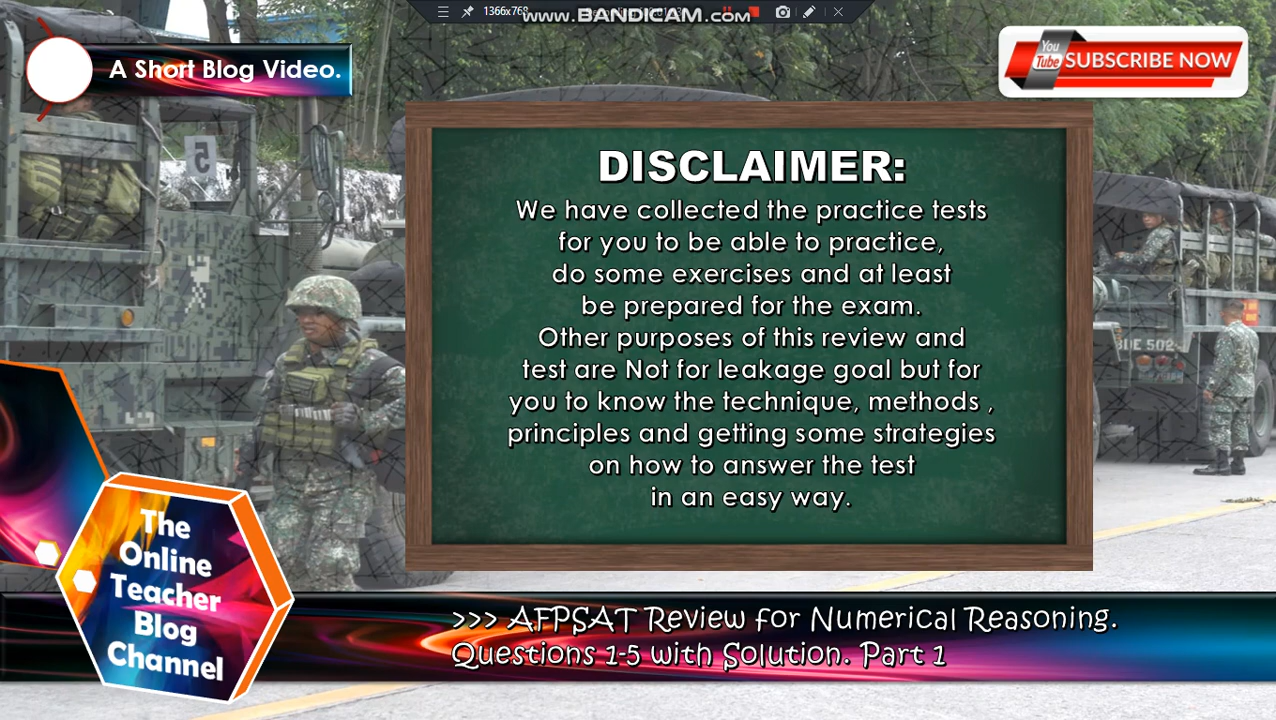 1366x768
www.BANDICAM.com
A Short Blog Video.
You
Tube
SUBSCRIBE NOW
5
DISCLAIMER:
We have collected the practice tests
for you to be able to practice,
do some exercises and at least
be prepared for the exam.
Other purposes of this review and
test are Not for leakage goal but for
you to know the technique, methods ,
principles and getting some strategies
on how to answer the test
in an easy way.
BDE 502
The
Online
Teacher
Blog
Channel
>>> AFPSAT Review for Numerical Reasoning.
Questions 1-5 with Solution. Part 1